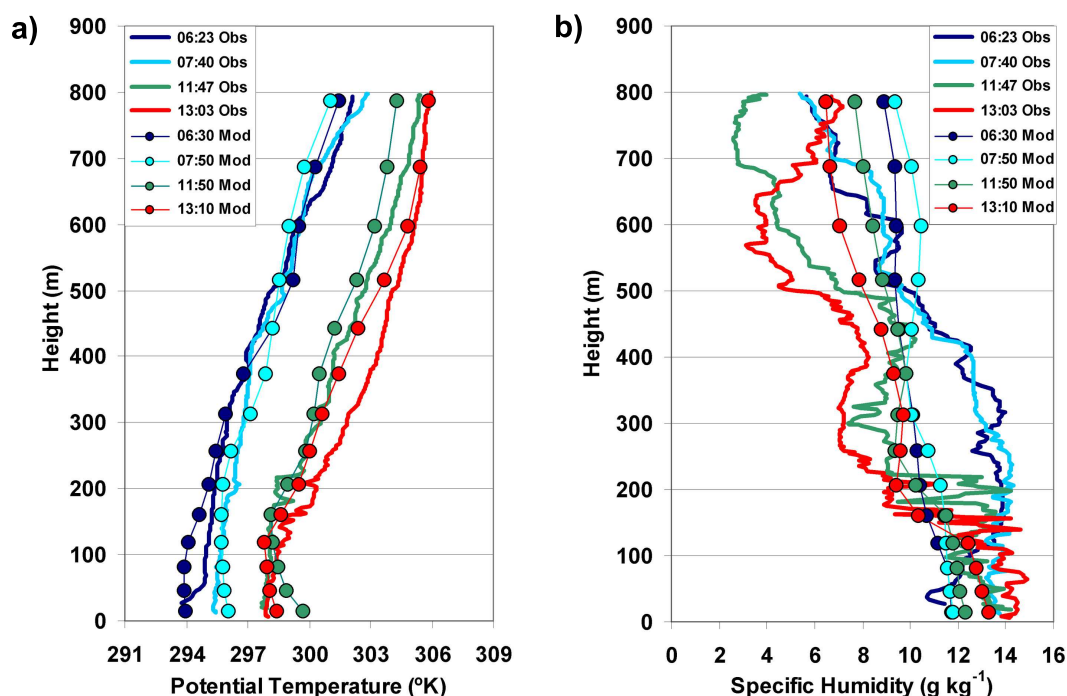 a)
900
800
700
600
500
400
300
200
100
0
Height (m)
291 294 297 300 303 306 309
Potential Temperature (ºK)
06:23 Obs
07:40 Obs
11:47 Obs
13:03 Obs
06:30 Mod
07:50 Mod
11:50 Mod
13:10 Mod
b)
900
800
700
600
500
400
300
200
100
0
Height (m)
0 2 4 6 8 10 12 14 16
Specific Humidity (g kg⁻¹)
06:23 Obs
07:40 Obs
11:47 Obs
13:03 Obs
06:30 Mod
07:50 Mod
11:50 Mod
13:10 Mod